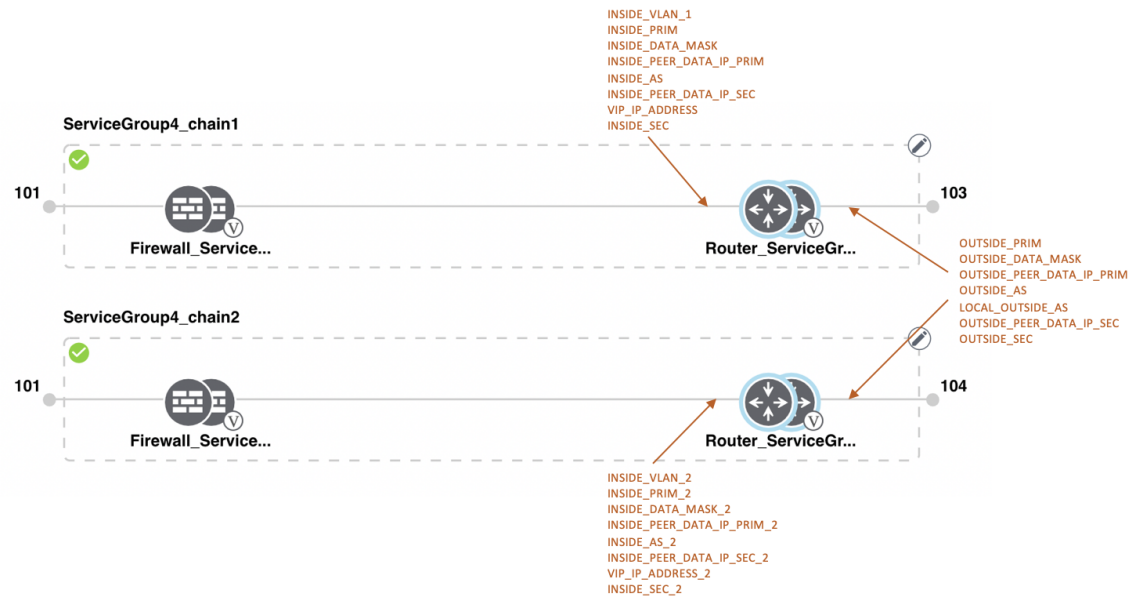 INSIDE_VLAN_1
INSIDE_PRIM
INSIDE_DATA_MASK
INSIDE_PEER_DATA_IP_PRIM
INSIDE_AS
INSIDE_PEER_DATA_IP_SEC
VIP_IP_ADDRESS
INSIDE_SEC
ServiceGroup4_chain1
101
103
V
V
Firewall_Service...
Router_ServiceGr...
OUTSIDE_PRIM
OUTSIDE_DATA_MASK
OUTSIDE_PEER_DATA_IP_PRIM
OUTSIDE_AS
LOCAL_OUTSIDE_AS
OUTSIDE_PEER_DATA_IP_SEC
OUTSIDE_SEC
ServiceGroup4_chain2
101
104
V
V
Firewall_Service...
Router_ServiceGr...
INSIDE_VLAN_2
INSIDE_PRIM_2
INSIDE_DATA_MASK_2
INSIDE_PEER_DATA_IP_PRIM_2
INSIDE_AS_2
INSIDE_PEER_DATA_IP_SEC_2
VIP_IP_ADDRESS_2
INSIDE_SEC_2